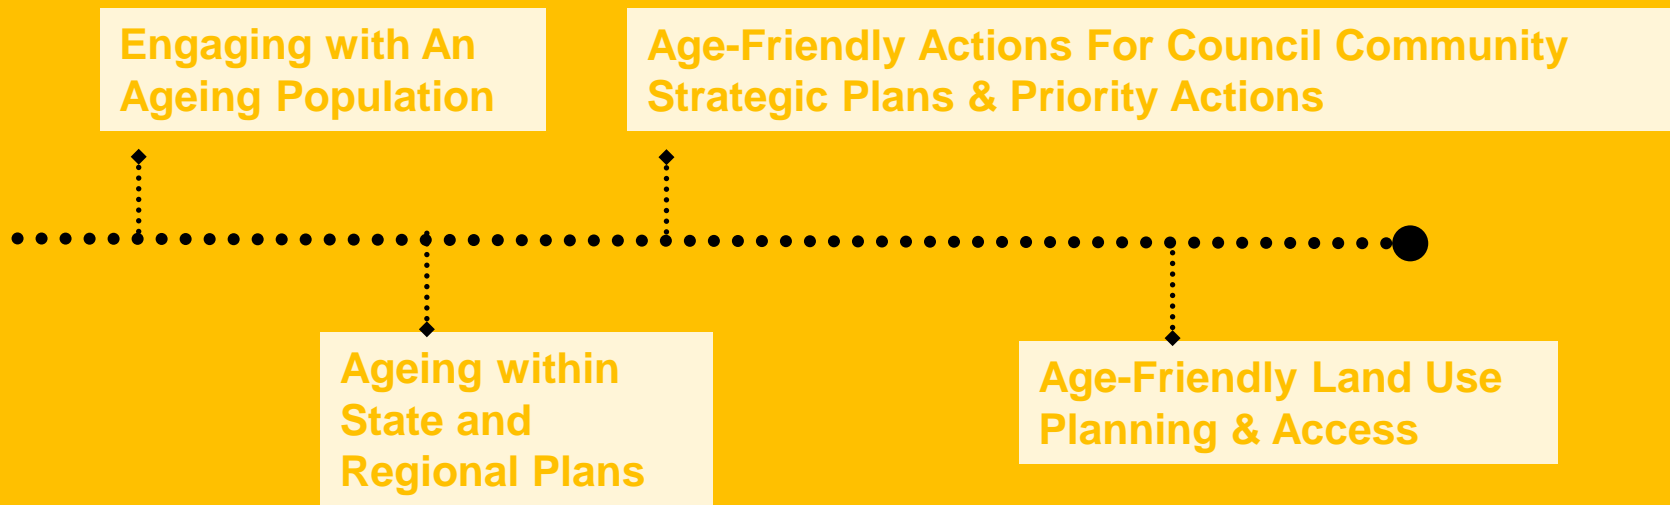 Engaging with An
Ageing Population
Age-Friendly Actions For Council Community
Strategic Plans & Priority Actions
Ageing within
State and
Regional Plans
Age-Friendly Land Use
Planning & Access